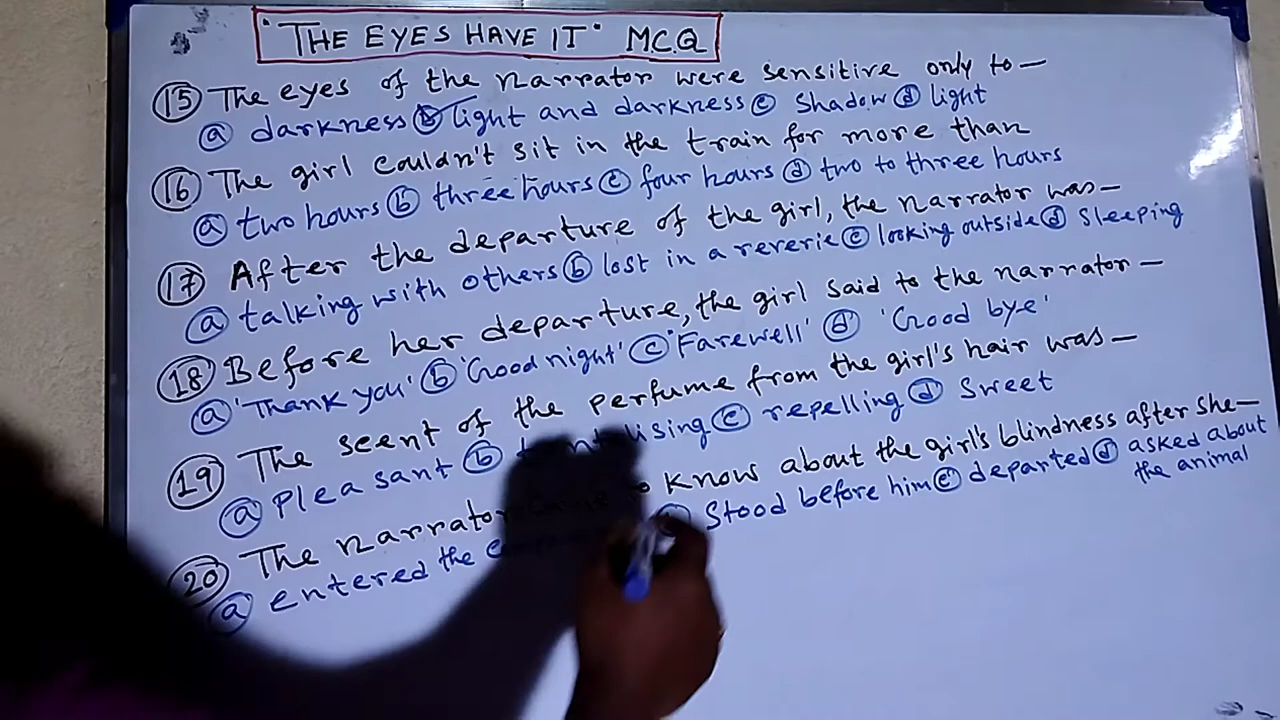 "THE EYES HAVE IT" MCQ
15 The eyes of the narrator were sensitive only to—
a darkness b light and darkness c shadow d light
16 The girl couldn't sit in the train for more than
a two hours b three hours c four hours d two to three hours
17 After the departure of the girl, the narrator was—
a talking with others b lost in a reverie c looking outside d sleeping
18 Before her departure, the girl said to the narrator—
a 'Thank you' b 'Good night' c 'Farewell' d 'Good bye'
19 The scent of the perfume from the girl's hair was—
a pleasant b c repelling d sweet
20 The narrator came to know about the girl's blindness after she—
a entered the stood before him c departed d asked about
the animal